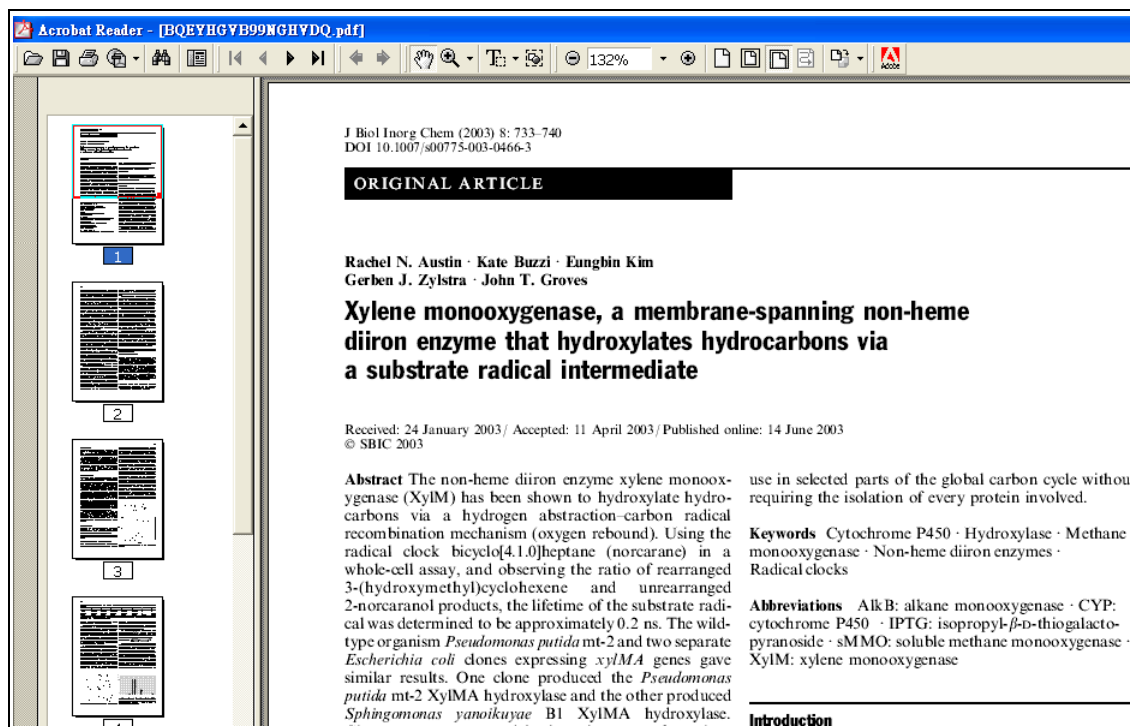 Acrobat Reader - [BQEYHGVB99NGHVDQ.pdf]
132%
Adobe
1
2
3
J Biol Inorg Chem (2003) 8: 733–740
DOI 10.1007/s00775-003-0466-3
ORIGINAL ARTICLE
Rachel N. Austin · Kate Buzzi · Eungbin Kim
Gerben J. Zylstra · John T. Groves
Xylene monooxygenase, a membrane-spanning non-heme
diiron enzyme that hydroxylates hydrocarbons via
a substrate radical intermediate
Received: 24 January 2003 / Accepted: 11 April 2003 / Published online: 14 June 2003
© SBIC 2003
Abstract The non-heme diiron enzyme xylene monoox-
ygenase (XylM) has been shown to hydroxylate hydro-
carbons via a hydrogen abstraction–carbon radical
recombination mechanism (oxygen rebound). Using the
radical clock bicyclo[4.1.0]heptane (norcarane) in a
whole-cell assay, and observing the ratio of rearranged
3-(hydroxymethyl)cyclohexene and unrearranged
2-norcaranol products, the lifetime of the substrate radi-
cal was determined to be approximately 0.2 ns. The wild-
type organism Pseudomonas putida mt-2 and two separate
Escherichia coli clones expressing xylMA genes gave
similar results. One clone produced the Pseudomonas
putida mt-2 XylMA hydroxylase and the other produced
Sphingomonas yanoikuyae B1 XylMA hydroxylase.
use in selected parts of the global carbon cycle withou
requiring the isolation of every protein involved.
Keywords Cytochrome P450 · Hydroxylase · Methane
monooxygenase · Non-heme diiron enzymes ·
Radical clocks
Abbreviations AlkB: alkane monooxygenase · CYP:
cytochrome P450 · IPTG: isopropyl-β-D-thiogalacto-
pyranoside · sMMO: soluble methane monooxygenase ·
XylM: xylene monooxygenase
Introduction